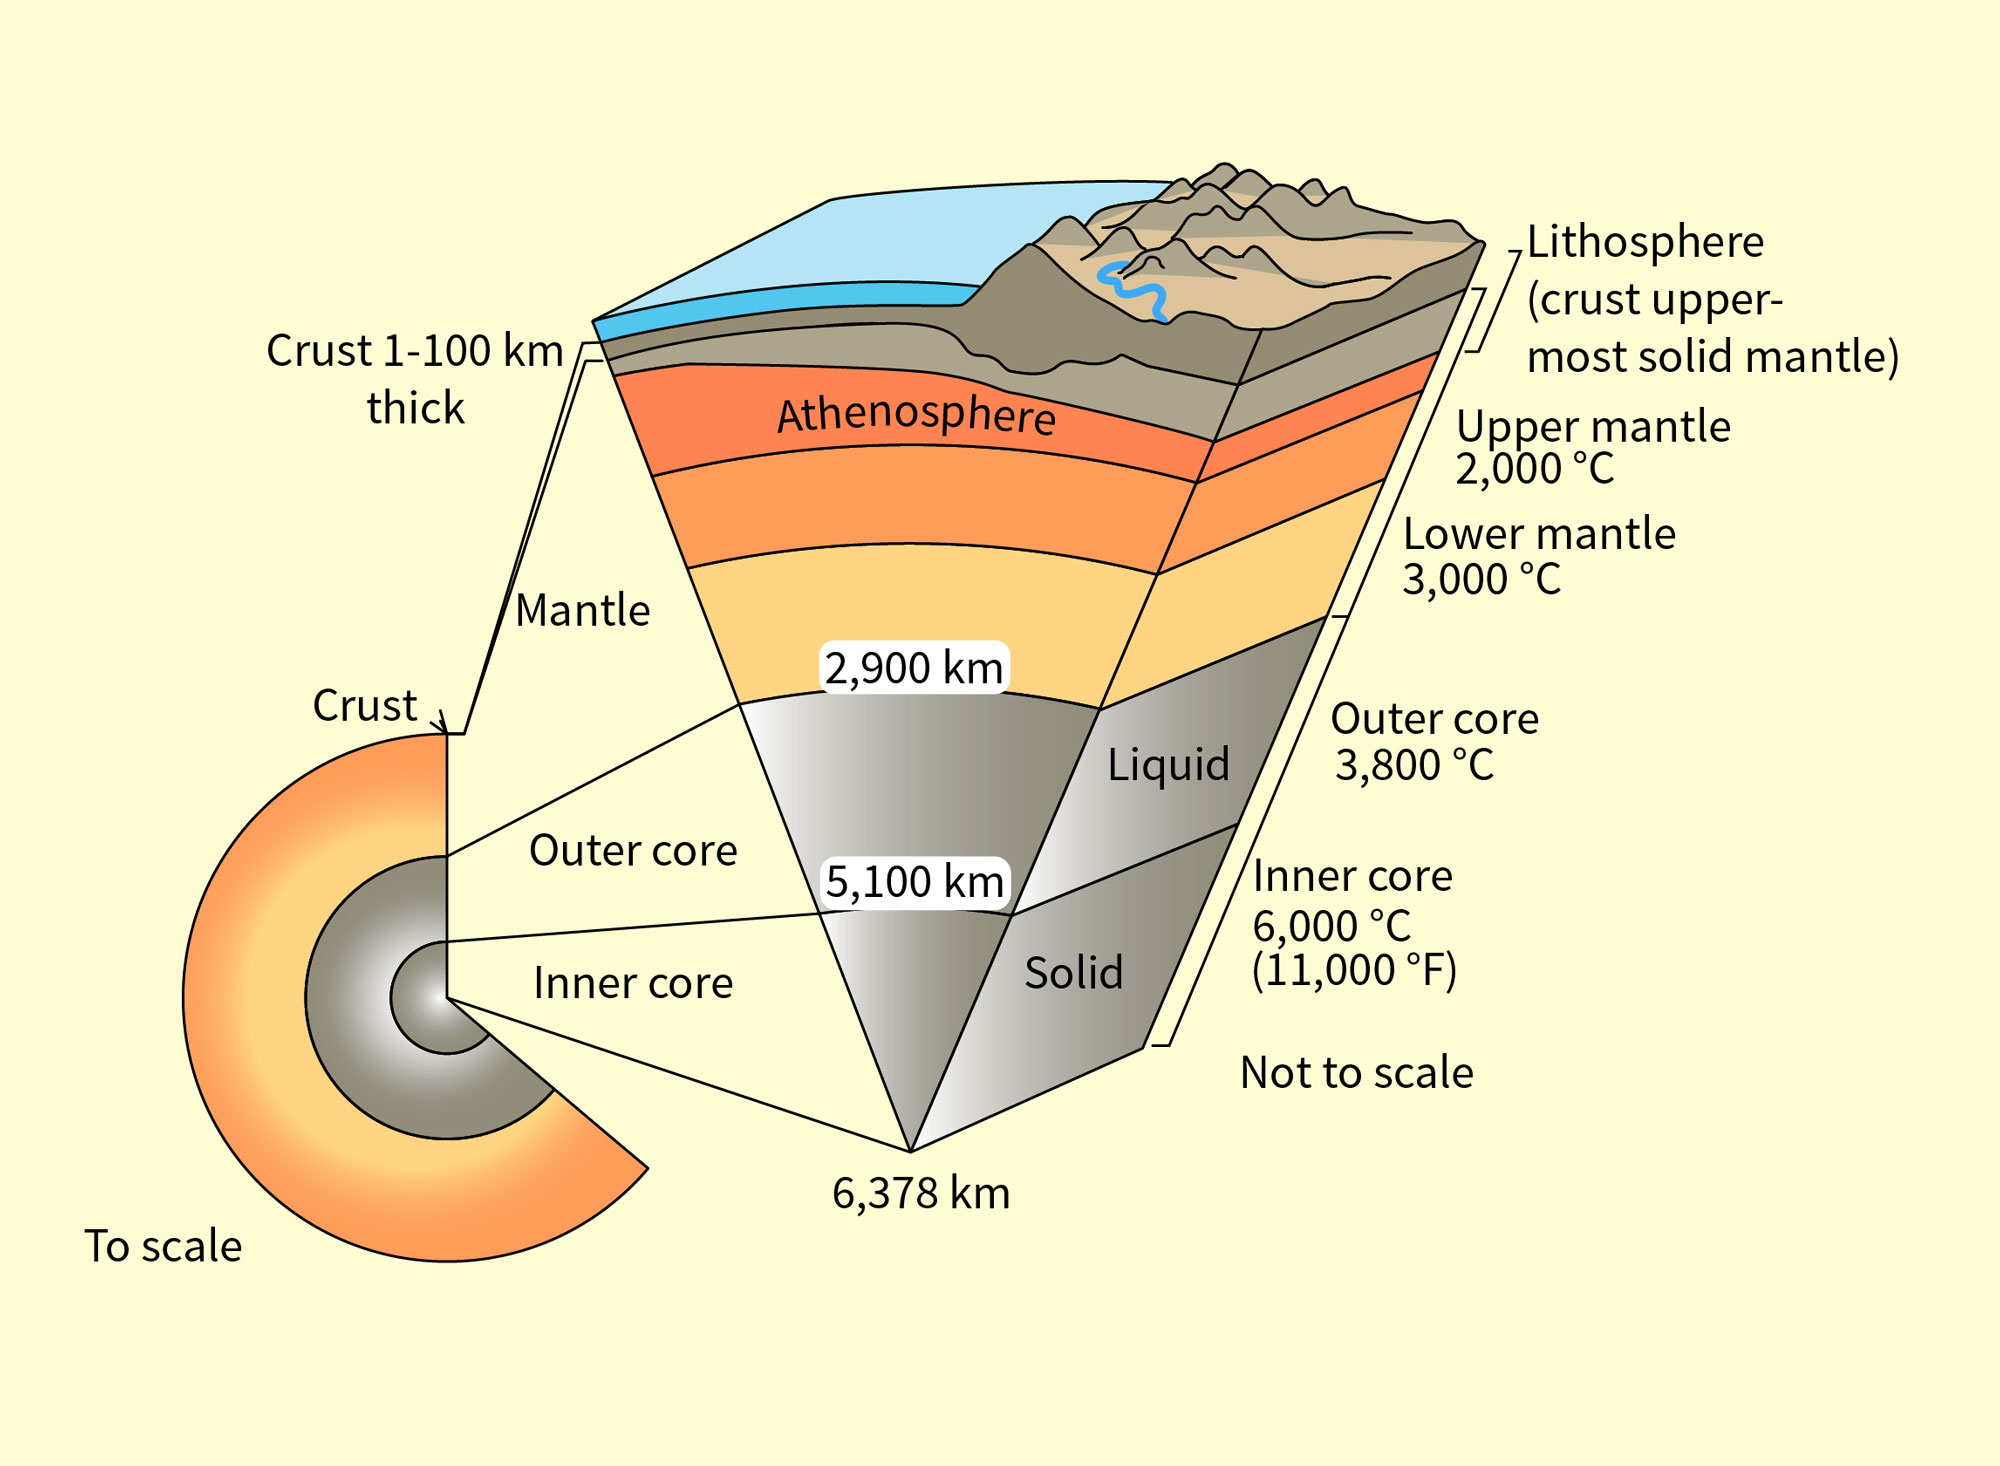 Lithosphere
(crust upper-
most solid mantle)
Crust 1-100 km
thick
Athenosphere
Upper mantle
2,000 °C
Lower mantle
3,000 °C
Mantle
2,900 km
Crust
Outer core
3,800 °C
Liquid
Outer core
5,100 km
Inner core
6,000 °C
(11,000 °F)
Inner core
Solid
Not to scale
6,378 km
To scale